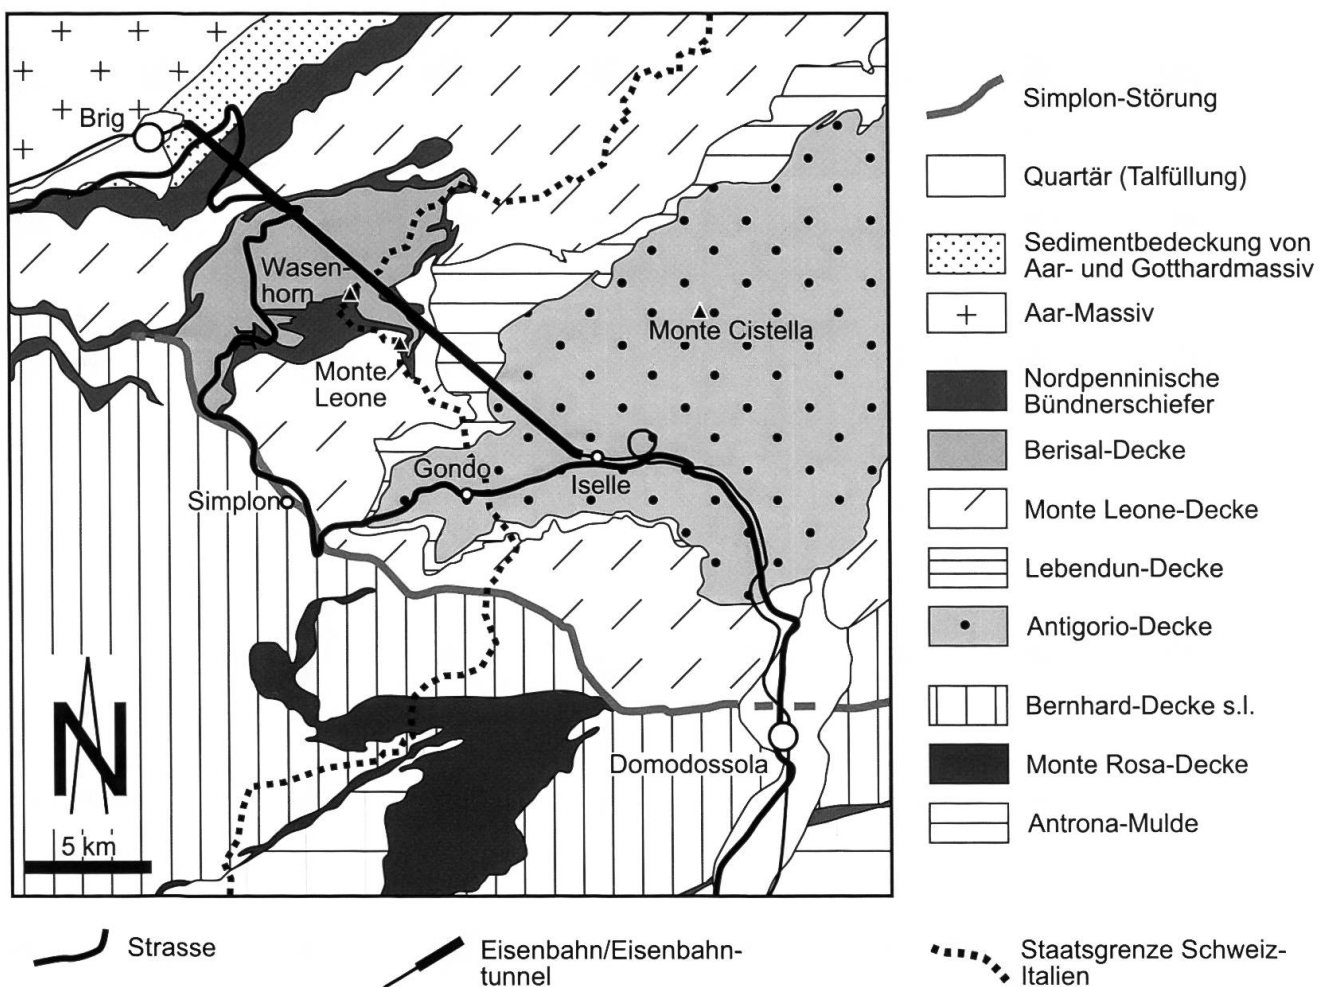 Brig
Wasen-
horn
Monte Cistella
Monte
Leone
Gondo
Iselle
Simplon
Domodossola
N
5 km
Simplon-Störung
Quartär (Talfüllung)
Sedimentbedeckung von
Aar- und Gotthardmassiv
Aar-Massiv
Nordpenninische
Bündnerschiefer
Berisal-Decke
Monte Leone-Decke
Lebendun-Decke
Antigorio-Decke
Bernhard-Decke s.l.
Monte Rosa-Decke
Antrona-Mulde
Strasse
Eisenbahn/Eisenbahn-
tunnel
Staatsgrenze Schweiz-
Italien